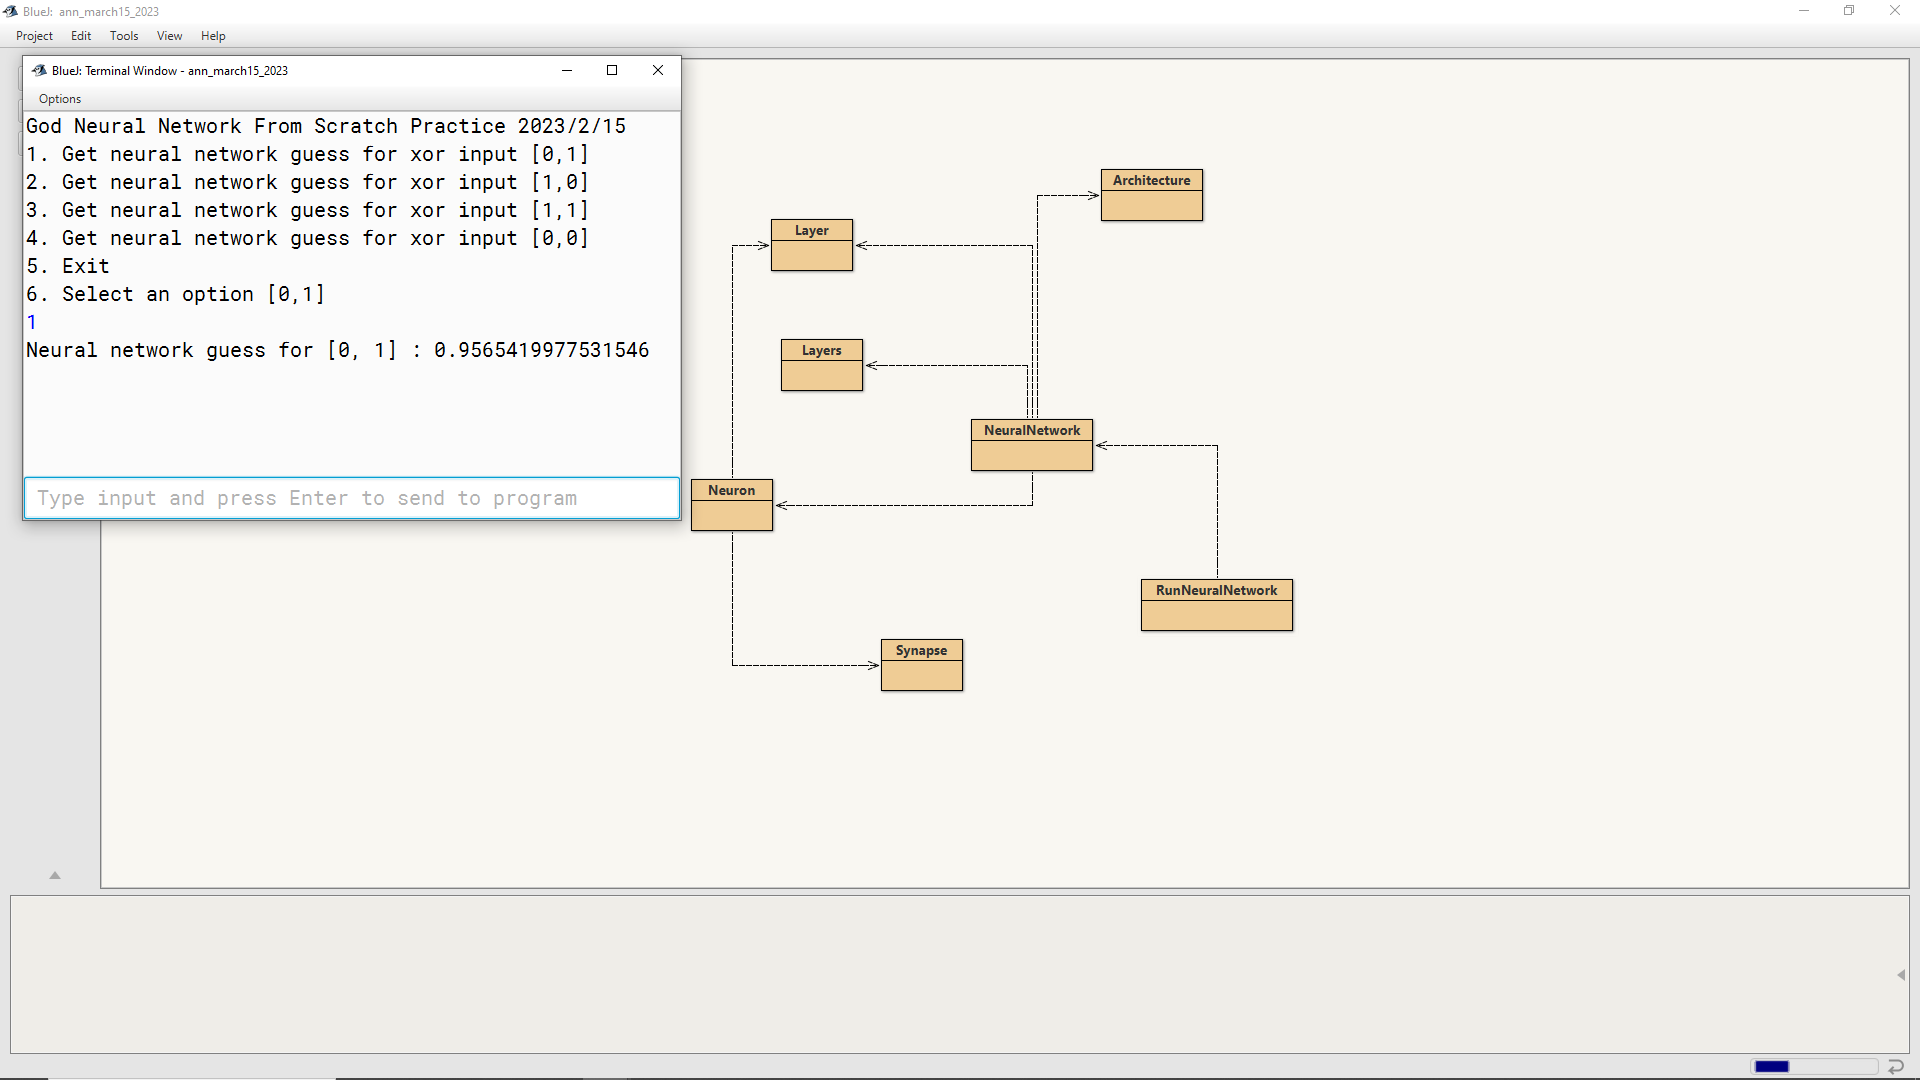 BlueJ: ann_march15_2023
Project Edit Tools View Help
BlueJ: Terminal Window - ann_march15_2023
Options
God Neural Network From Scratch Practice 2023/2/15
1. Get neural network guess for xor input [0,1]
2. Get neural network guess for xor input [1,0]
3. Get neural network guess for xor input [1,1]
4. Get neural network guess for xor input [0,0]
5. Exit
6. Select an option [0,1]
1
Neural network guess for [0, 1] : 0.9565419977531546
Type input and press Enter to send to program
Architecture
Layer
Layers
NeuralNetwork
Neuron
RunNeuralNetwork
Synapse